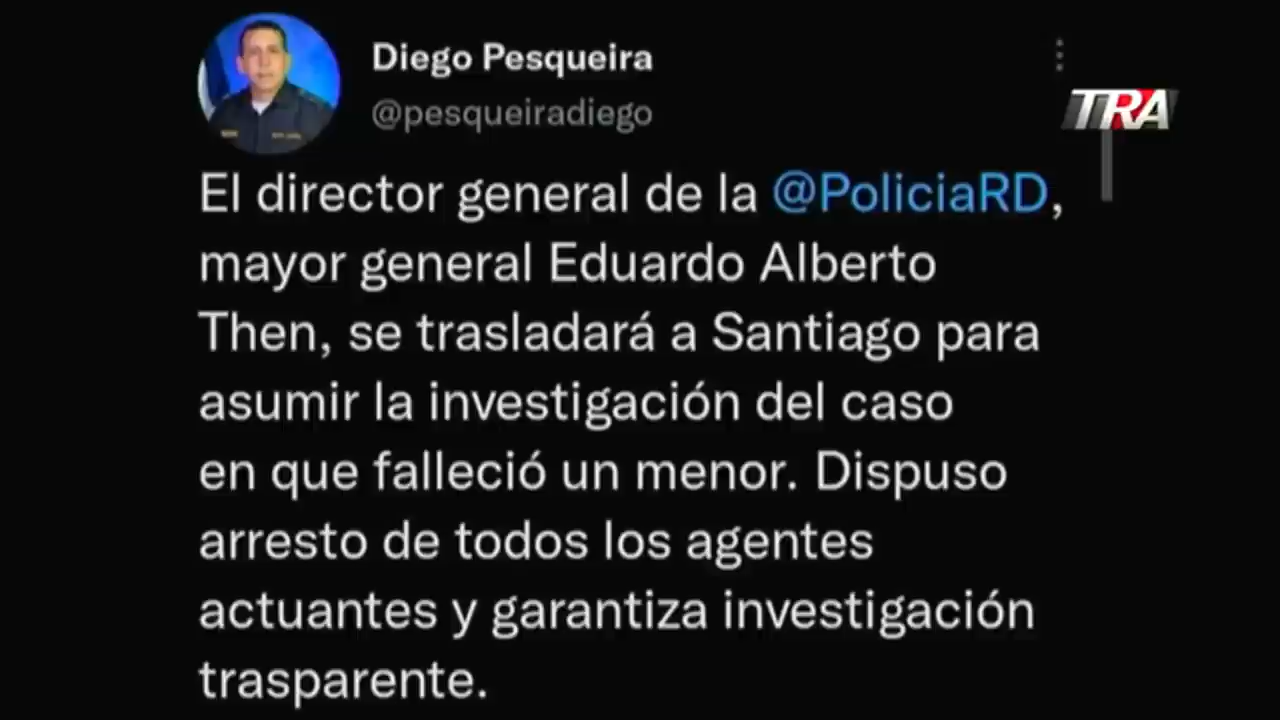 Diego Pesqueira
@pesqueiradiego
TRA
El director general de la @PoliciaRD,
mayor general Eduardo Alberto
Then, se trasladará a Santiago para
asumir la investigación del caso
en que falleció un menor. Dispuso
arresto de todos los agentes
actuantes y garantiza investigación
trasparente.